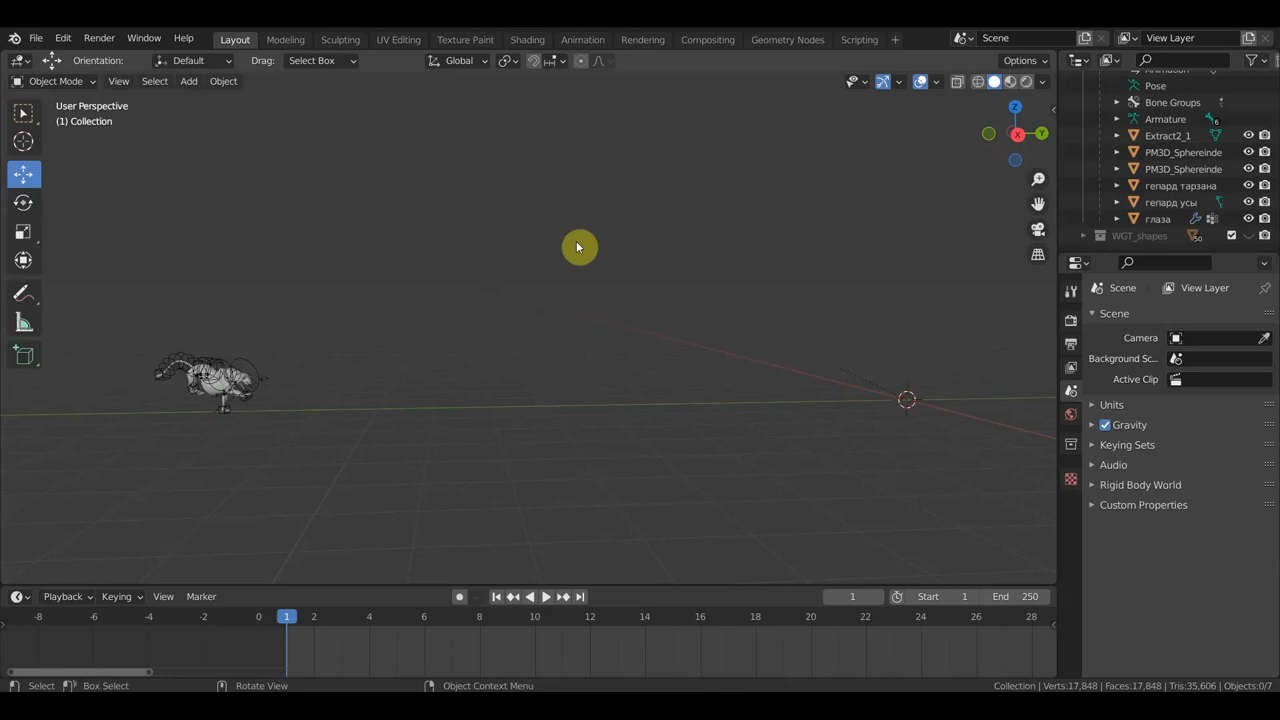 File Edit Render Window Help Layout Modeling Sculpting UV Editing Texture Paint Shading Animation Rendering Compositing Geometry Nodes Scripting + Scene View Layer
Orientation: Default Drag: Select Box Global Options
Object Mode View Select Add Object
User Perspective
(1) Collection
Z
Y
X
Pose
Bone Groups
Armature 6
Extract2_1
PM3D_Sphereinde
PM3D_Sphereinde
гепард тарзана
гепард усы
глаза
WGT_shapes 50
Scene View Layer
Scene
Camera
Background Sc...
Active Clip
Units
Gravity
Keying Sets
Audio
Rigid Body World
Custom Properties
Playback Keying View Marker 1 Start 1 End 250
-8 -6 -4 -2 0 1 2 4 6 8 10 12 14 16 18 20 22 24 26 28
Select Box Select Rotate View Object Context Menu Collection | Verts:17,848 | Faces:17,848 | Tris:35,606 | Objects:0/7